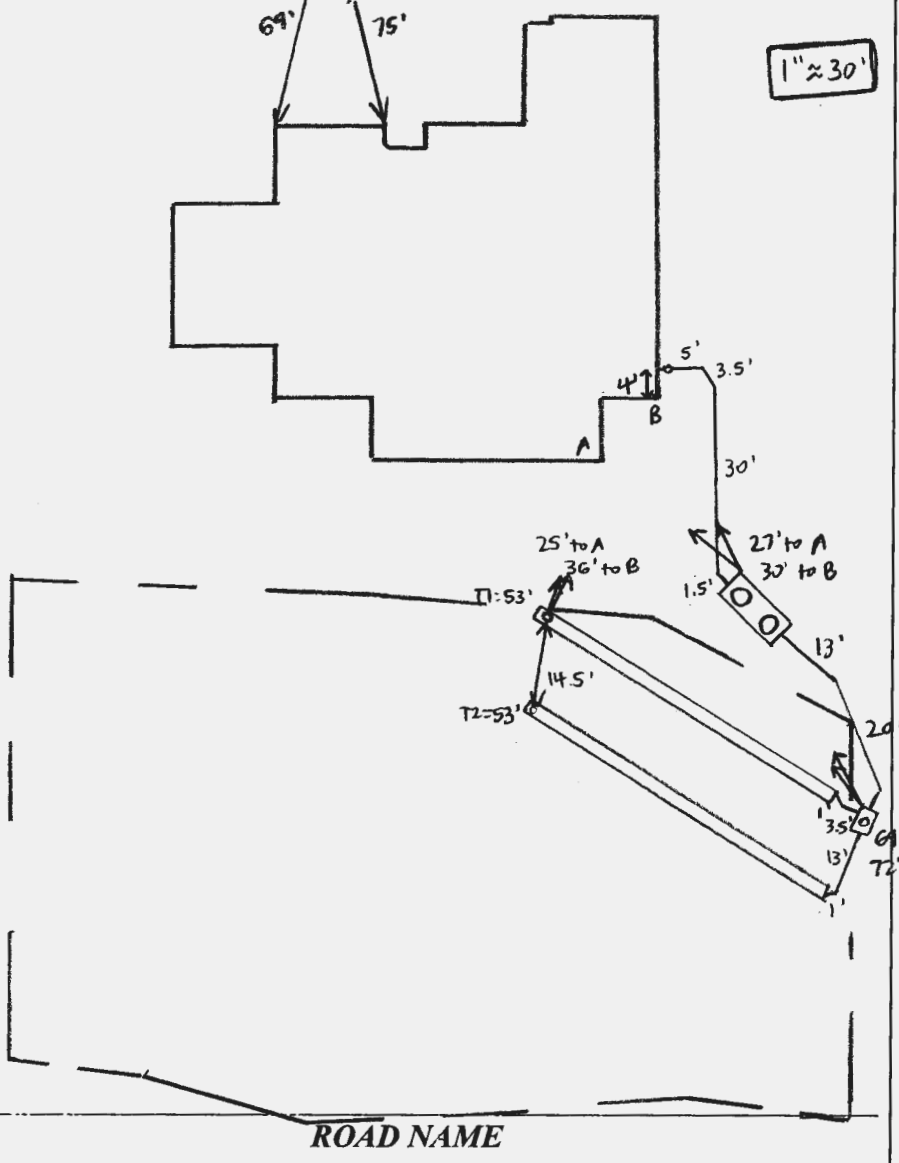 69'
75'
1" ≈ 30'
5'
3.5'
4'
B
A
30'
25' to A
36' to B
27' to A
30' to B
T1=53'
1.5'
13'
14.5'
T2=53'
20
1'
3.5'
13'
1'
ROAD NAME